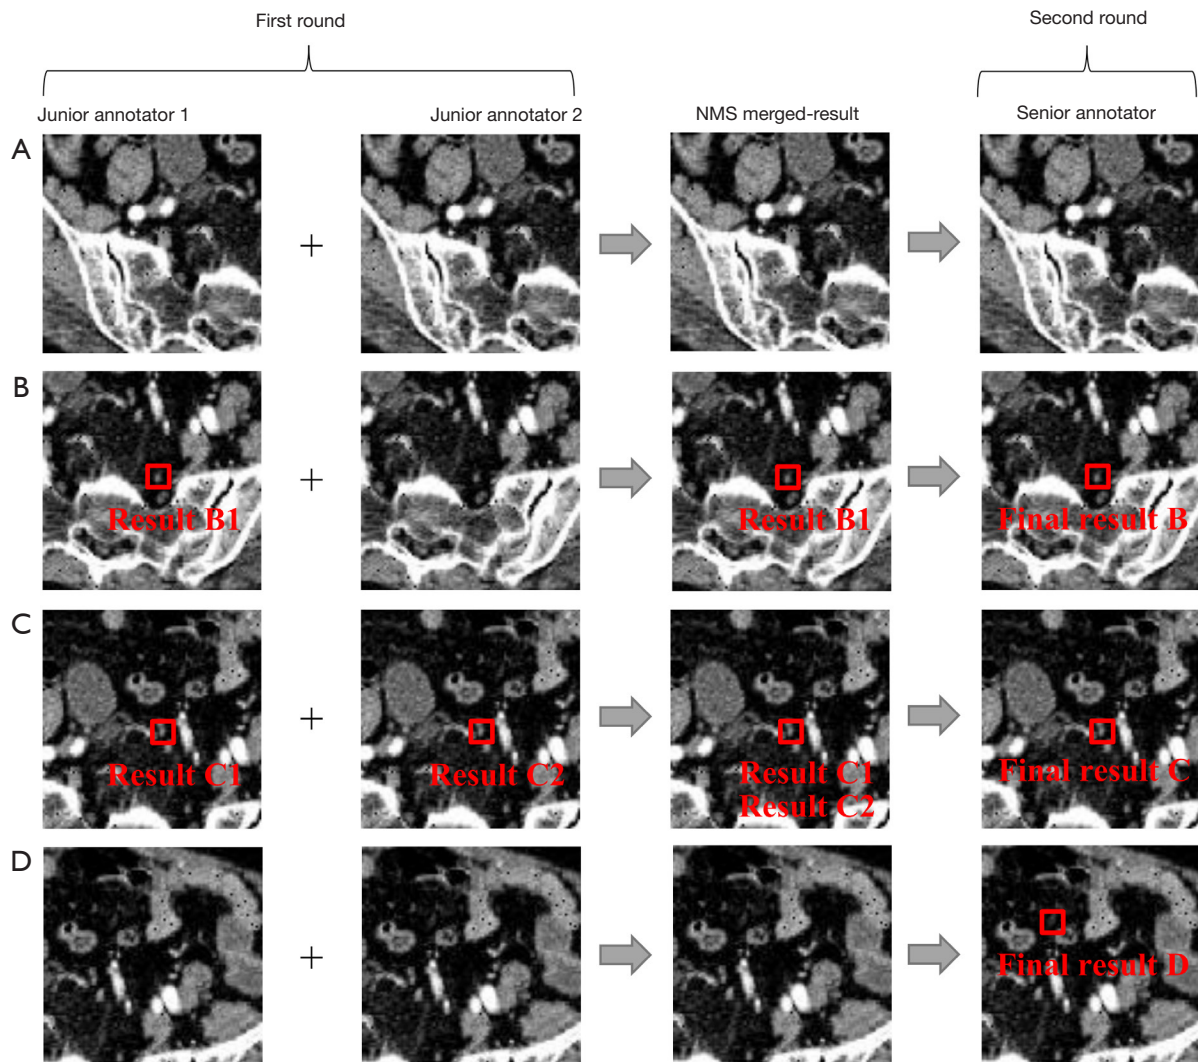 First round
Second round
Junior annotator 1
Junior annotator 2
NMS merged-result
Senior annotator
A
+
B
+
Result B1
Result B1
Final result B
C
+
Result C1
Result C2
Result C1
Result C2
Final result C
D
+
Final result D